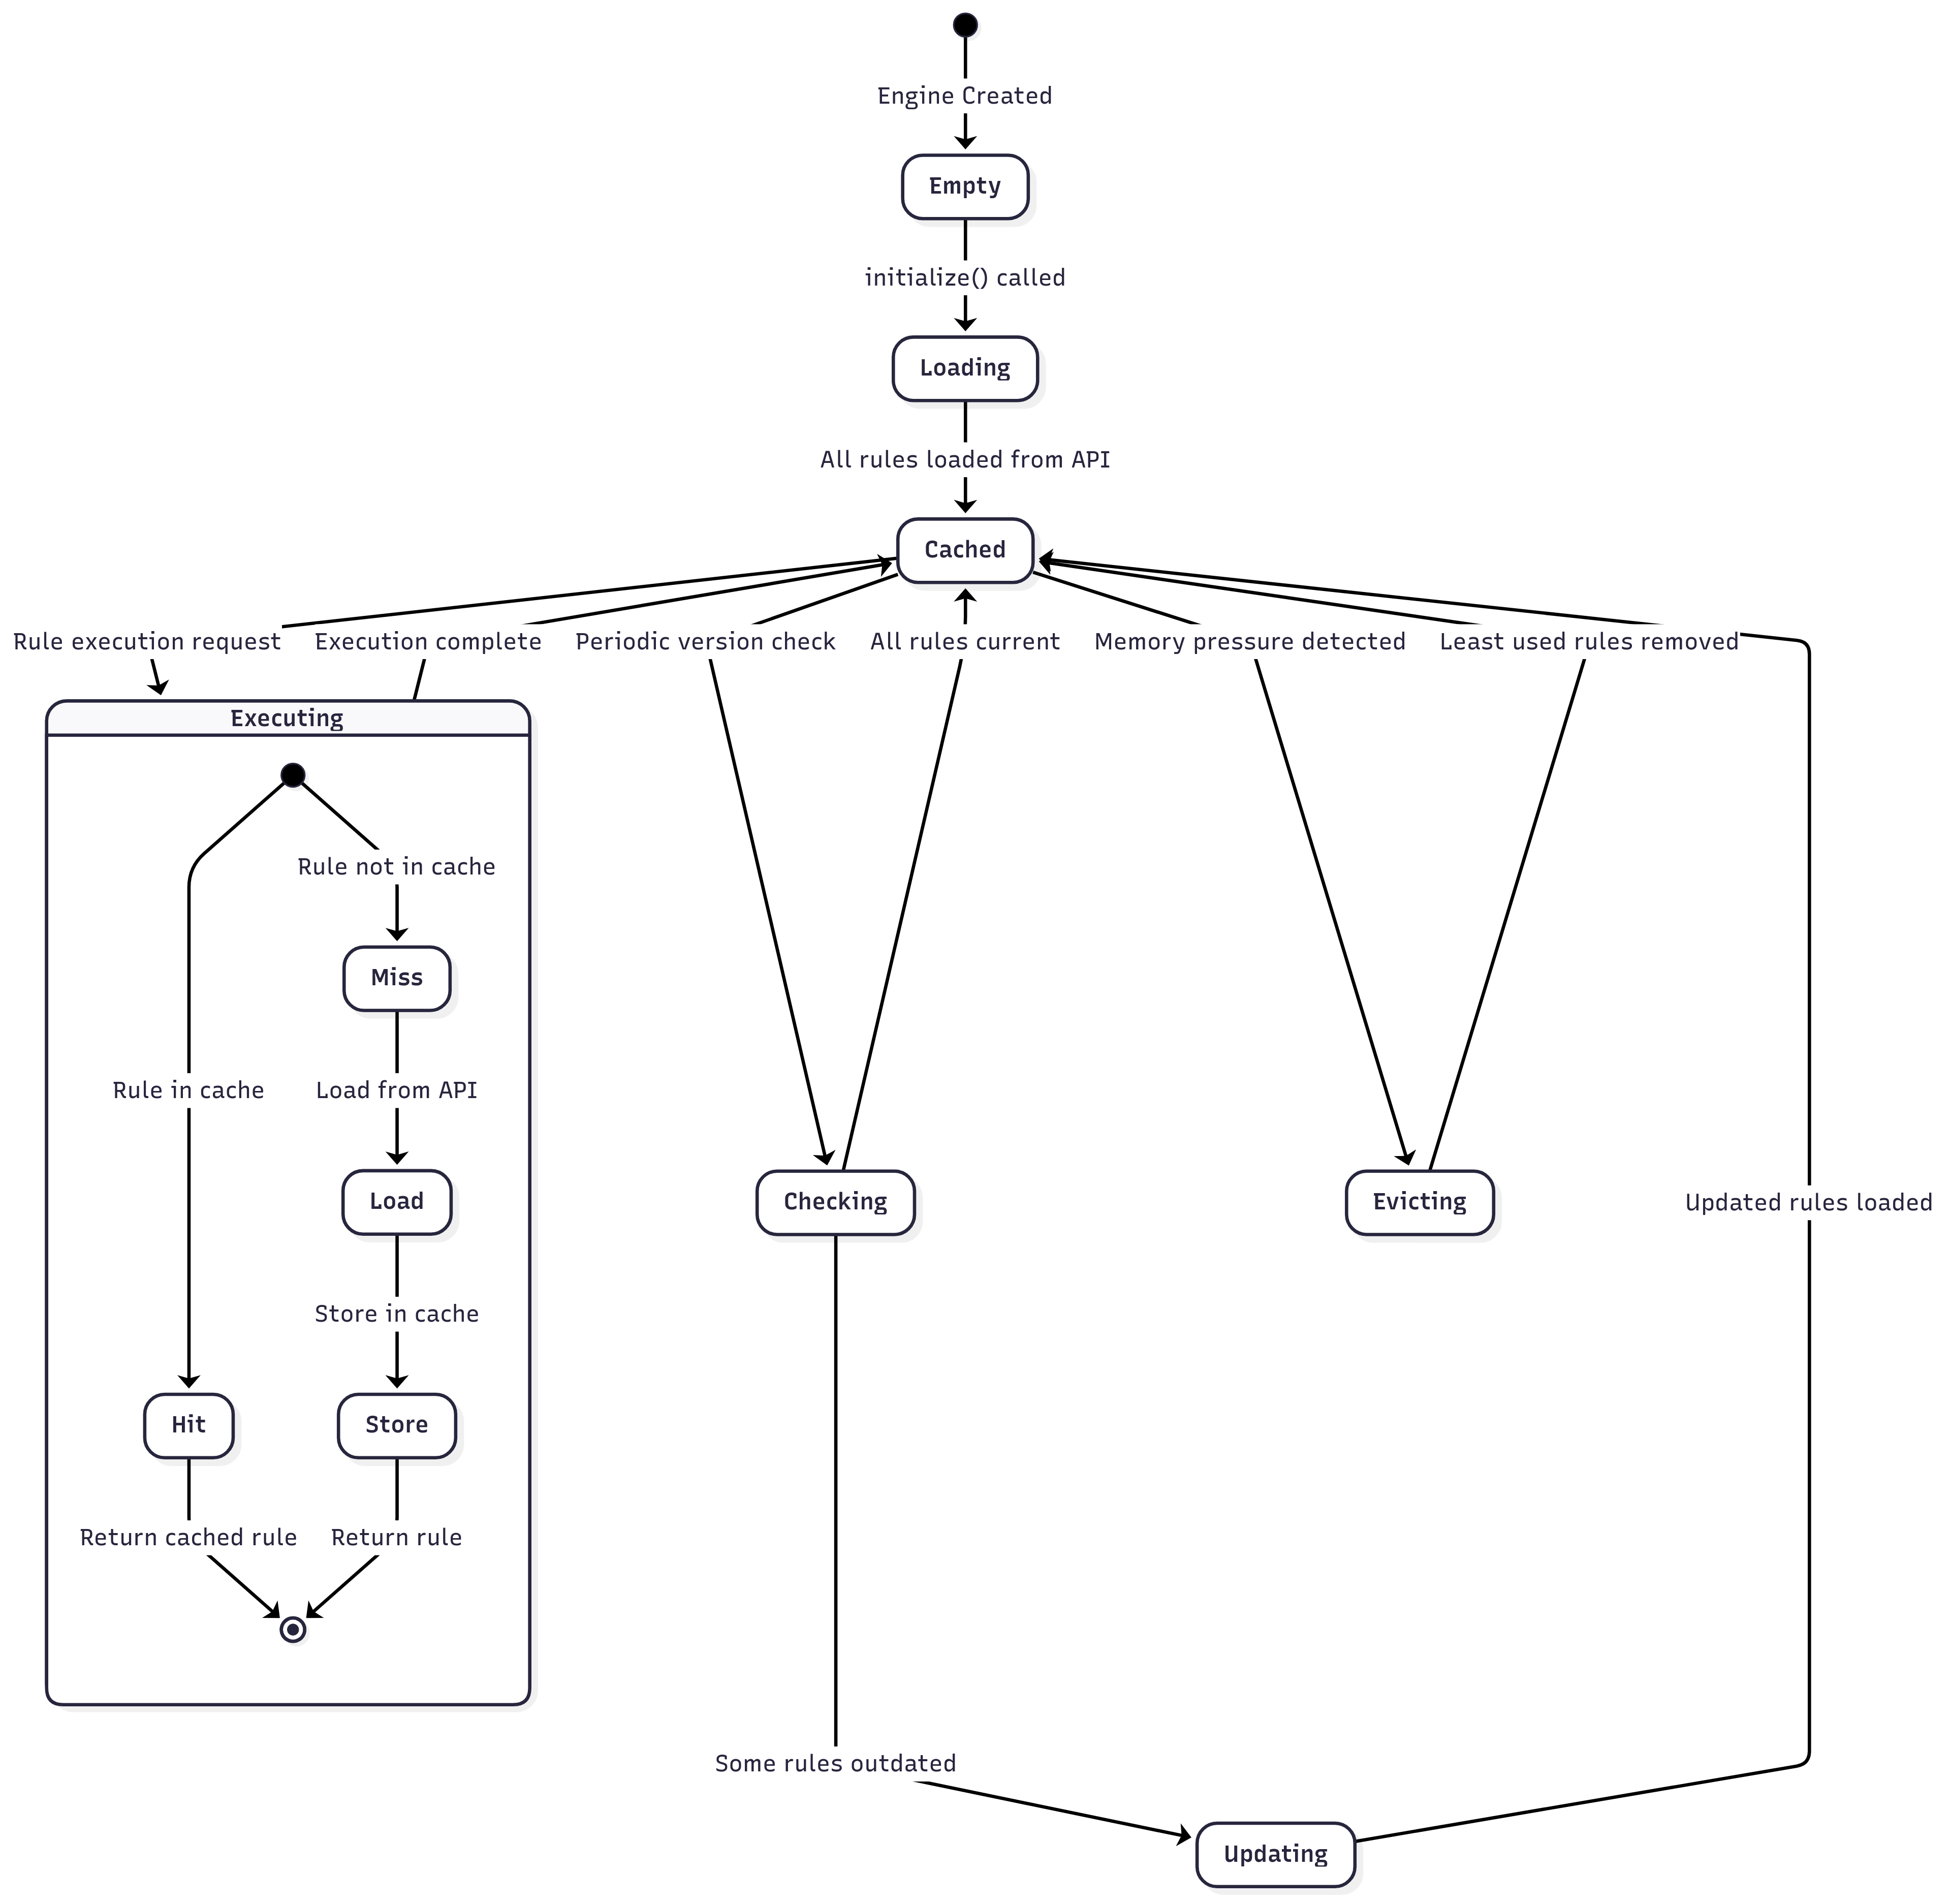 Engine Created
Empty
initialize() called
Loading
All rules loaded from API
Cached
Rule execution request
Execution complete
Periodic version check
All rules current
Memory pressure detected
Least used rules removed
Executing
Rule not in cache
Miss
Rule in cache
Load from API
Load
Checking
Evicting
Updated rules loaded
Store in cache
Hit
Store
Return cached rule
Return rule
Some rules outdated
Updating